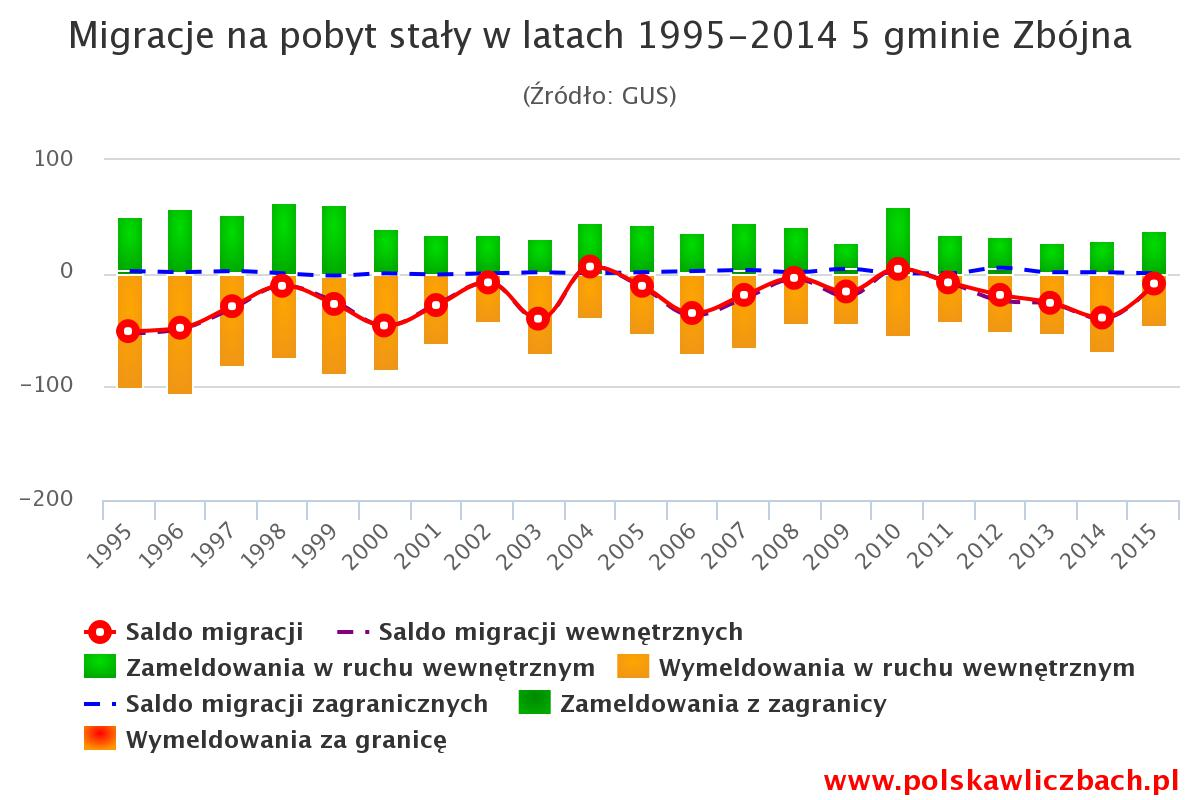 Migracje na pobyt stały w latach 1995-2014 5 gminie Zbójna
(Źródło: GUS)
100
0
-100
-200
1995 1996 1997 1998 1999 2000 2001 2002 2003 2004 2005 2006 2007 2008 2009 2010 2011 2012 2013 2014 2015
Saldo migracji Saldo migracji wewnętrznych
Zameldowania w ruchu wewnętrznym Wymeldowania w ruchu wewnętrznym
Saldo migracji zagranicznych Zameldowania z zagranicy
Wymeldowania za granicę
www.polskawliczbach.pl